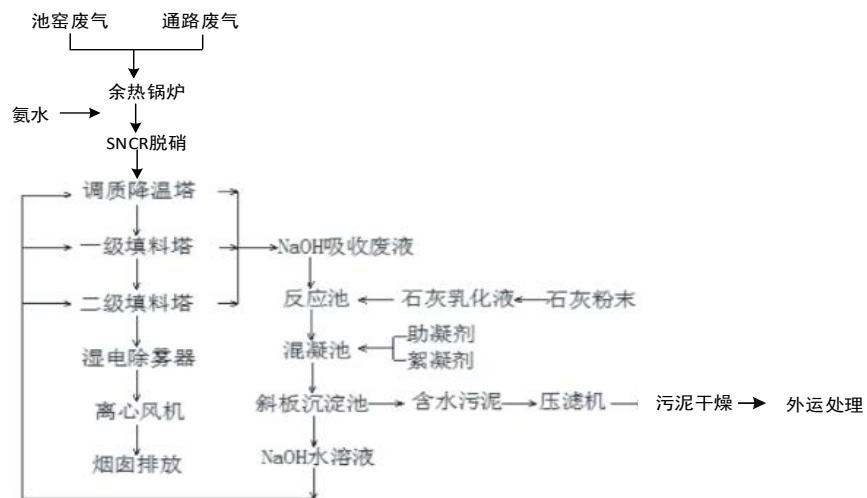 池窑废气 通路废气
余热锅炉
氨水
SNCR脱硝
调质降温塔
一级填料塔 NaOH吸收废液
二级填料塔 反应池 石灰乳化液 石灰粉末
助凝剂
湿电除雾器 混凝池
絮凝剂
离心风机 斜板沉淀池 含水污泥 压滤机 污泥干燥 外运处理
烟囱排放 NaOH水溶液